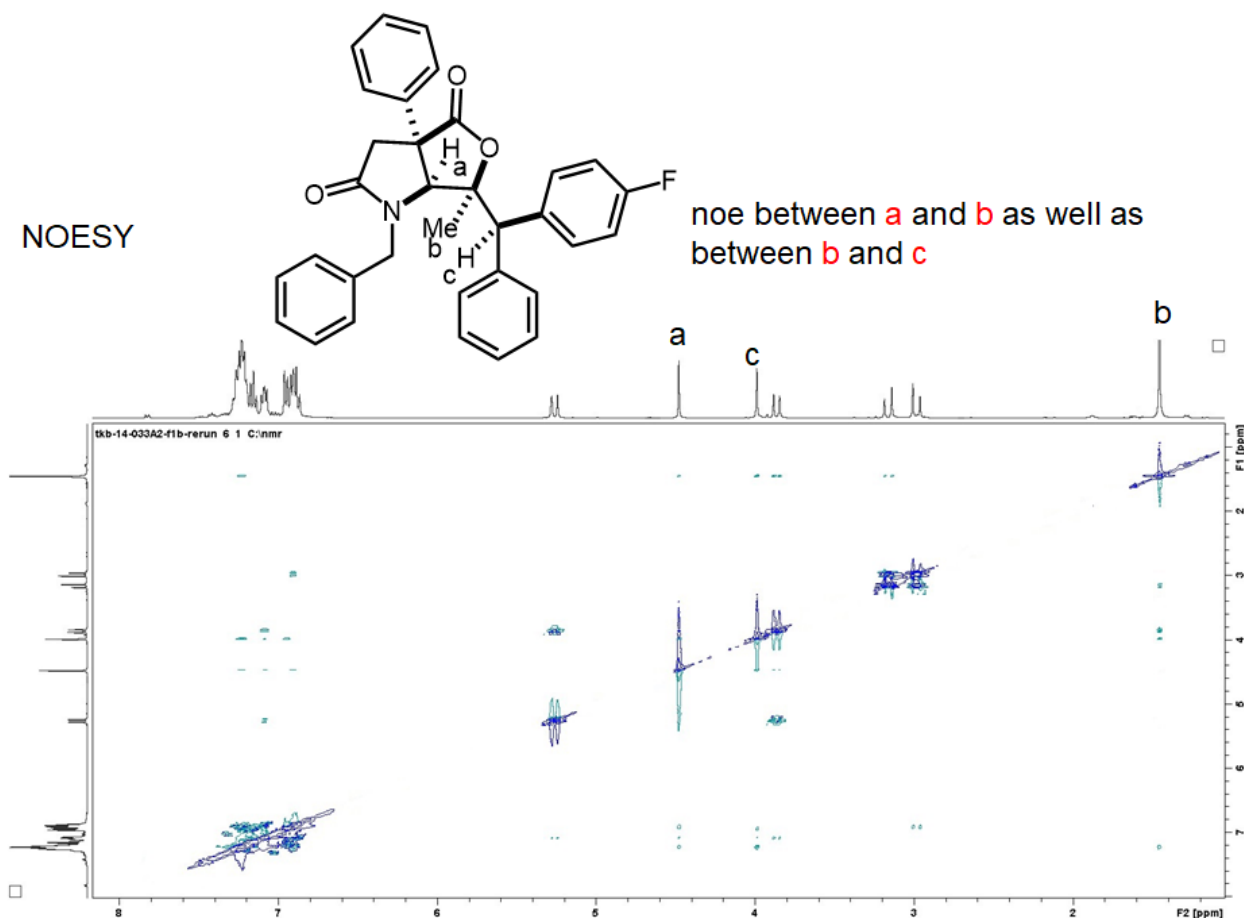 O
O
H
a
O
F
N
Me
b
H
c
NOESY
noe between a and b as well as
between b and c
a
c
b
tkb-14-033A2-f1b-rerun 6 1 C:\nmr
F1 [ppm]
2
3
4
5
6
7
8 7 6 5 4 3 2 F2 [ppm]